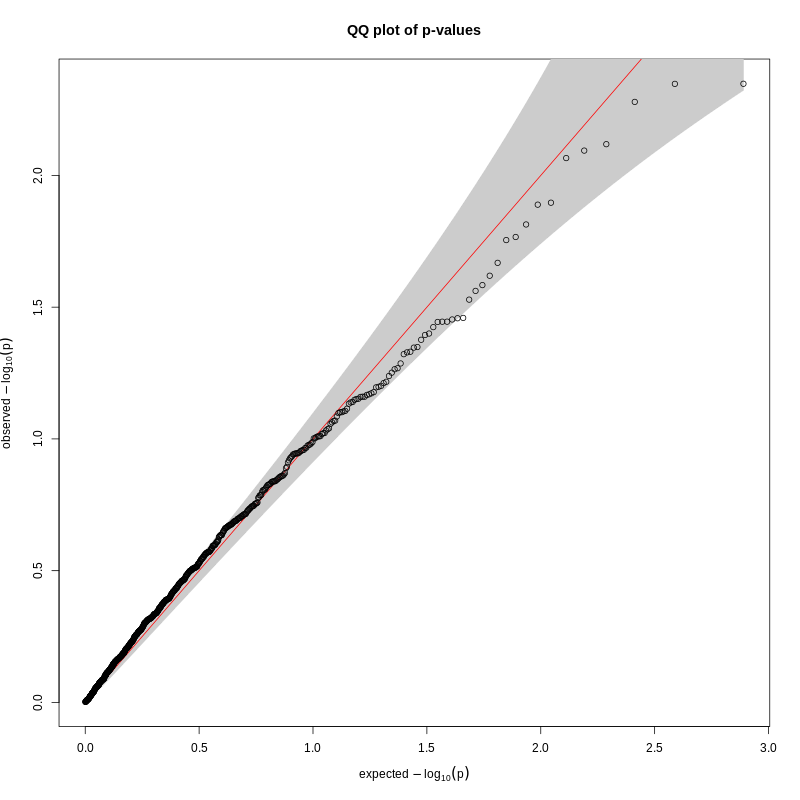 QQ plot of p-values
observed −log10(p)
2.0
1.5
1.0
0.5
0.0
0.0 0.5 1.0 1.5 2.0 2.5 3.0
expected −log10(p)